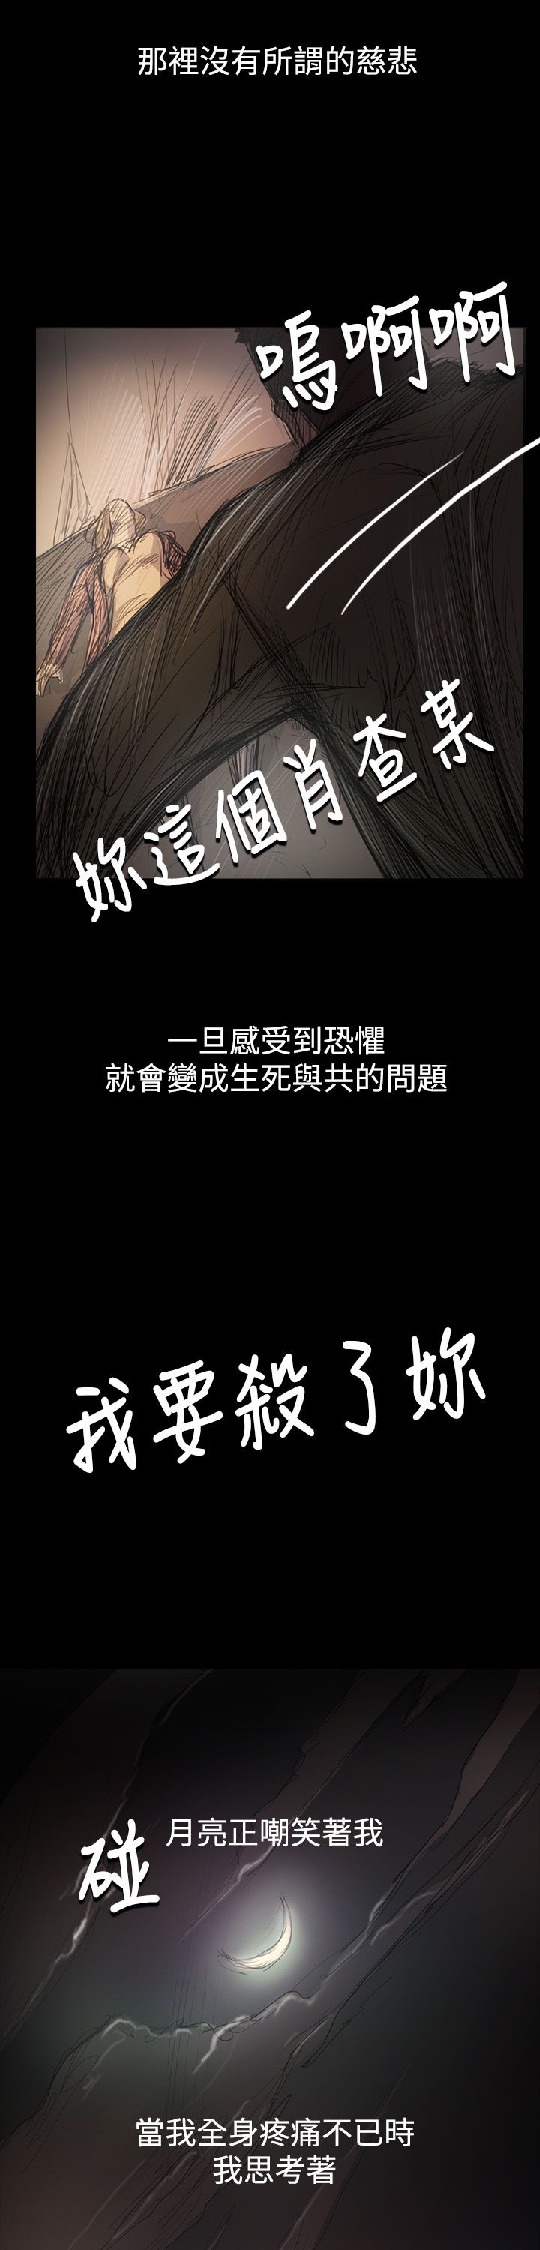 那裡沒有所謂的慈悲
嗚啊啊
妳這個肖查某
一旦感受到恐懼
就會變成生死與共的問題
我要殺了妳
月亮正嘲笑著我
碰
當我全身疼痛不已時
我思考著